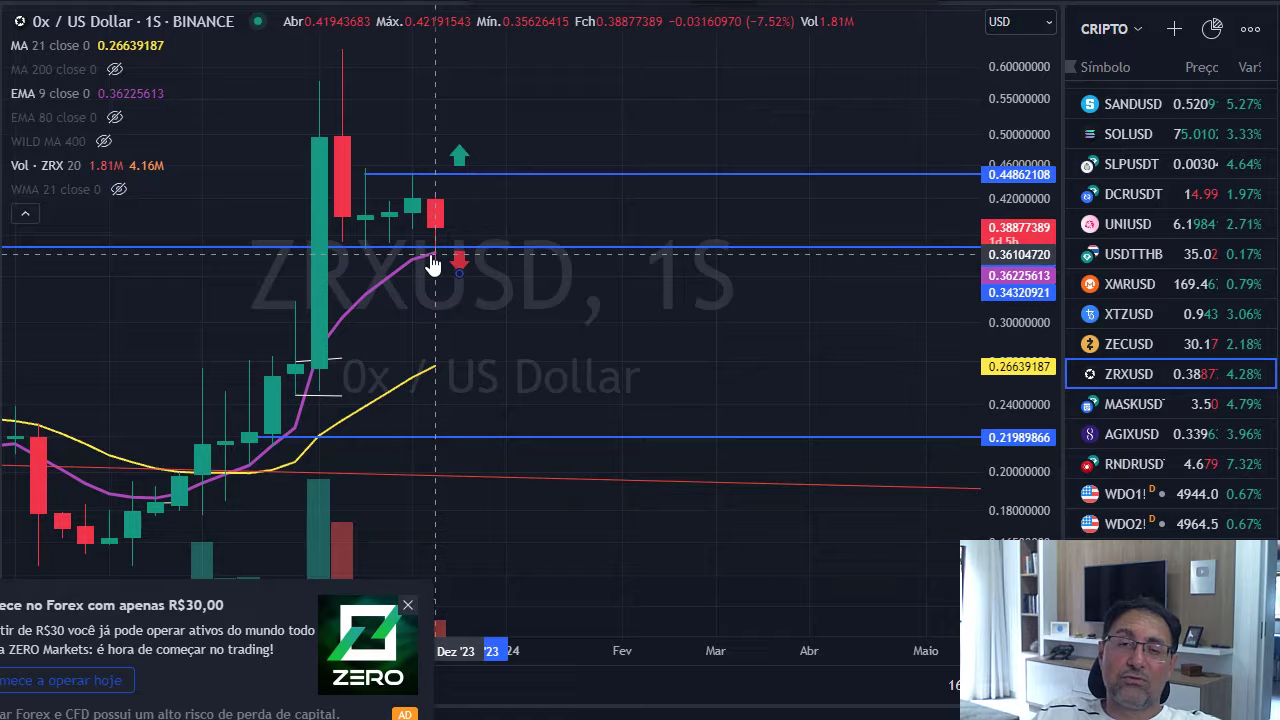 0x / US Dollar · 1S · BINANCE
Abr0.41943683 Máx.0.42191543 Mín.0.35626415 Fch0.38877389 −0.03160970 (−7.52%) Vol1.81M
USD
MA 21 close 0 0.26639187
MA 200 close 0
EMA 9 close 0 0.36225613
EMA 80 close 0
WILD MA 400
Vol · ZRX 20 1.81M 4.16M
WMA 21 close 0
ZRXUSD, 1S
0x / US Dollar
0.60000000
0.55000000
0.50000000
0.46000000
0.44862108
0.42000000
0.38877389
1d 5h
0.36104720
0.36225613
0.34320921
0.30000000
0.26639187
0.24000000
0.21989866
0.20000000
0.18000000
Dez '23
'23
24
Fev
Mar
Abr
Maio
16
ece no Forex com apenas R$30,00
tir de R$30 você já pode operar ativos do mundo todo
a ZERO Markets: é hora de começar no trading!
mece a operar hoje
ar Forex e CFD possui um alto risco de perda de capital.
ZERO
AD
CRIPTO
Símbolo Preço Var%
SANDUSD 0.5209 5.27%
SOLUSD 75.0102 3.33%
SLPUSDT 0.0030 4.64%
DCRUSDT 14.99 1.97%
UNIUSD 6.1984 2.71%
USDTTHB 35.02 0.17%
XMRUSD 169.46 0.79%
XTZUSD 0.943 3.06%
ZECUSD 30.17 2.18%
ZRXUSD 0.3887 4.28%
MASKUSD 3.50 4.79%
AGIXUSD 0.339 3.96%
RNDRUSD 4.679 7.32%
WDO1! D 4944.0 0.67%
WDO2! D 4964.5 0.67%